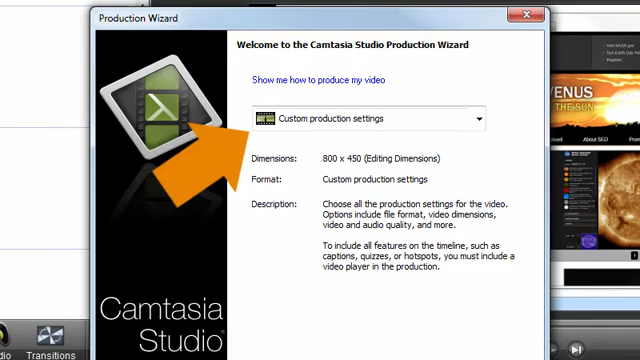 Production Wizard
Welcome to the Camtasia Studio Production Wizard
Show me how to produce my video
Custom production settings
Dimensions: 800 x 450 (Editing Dimensions)
Format: Custom production settings
Description: Choose all the production settings for the video.
Options include file format, video dimensions,
video and audio quality, and more.
To include all features on the timeline, such as
captions, quizzes, or hotspots, you must include a
video player in the production.
Camtasia
Studio
Transitions
VENUS
THE SUN
About SDO